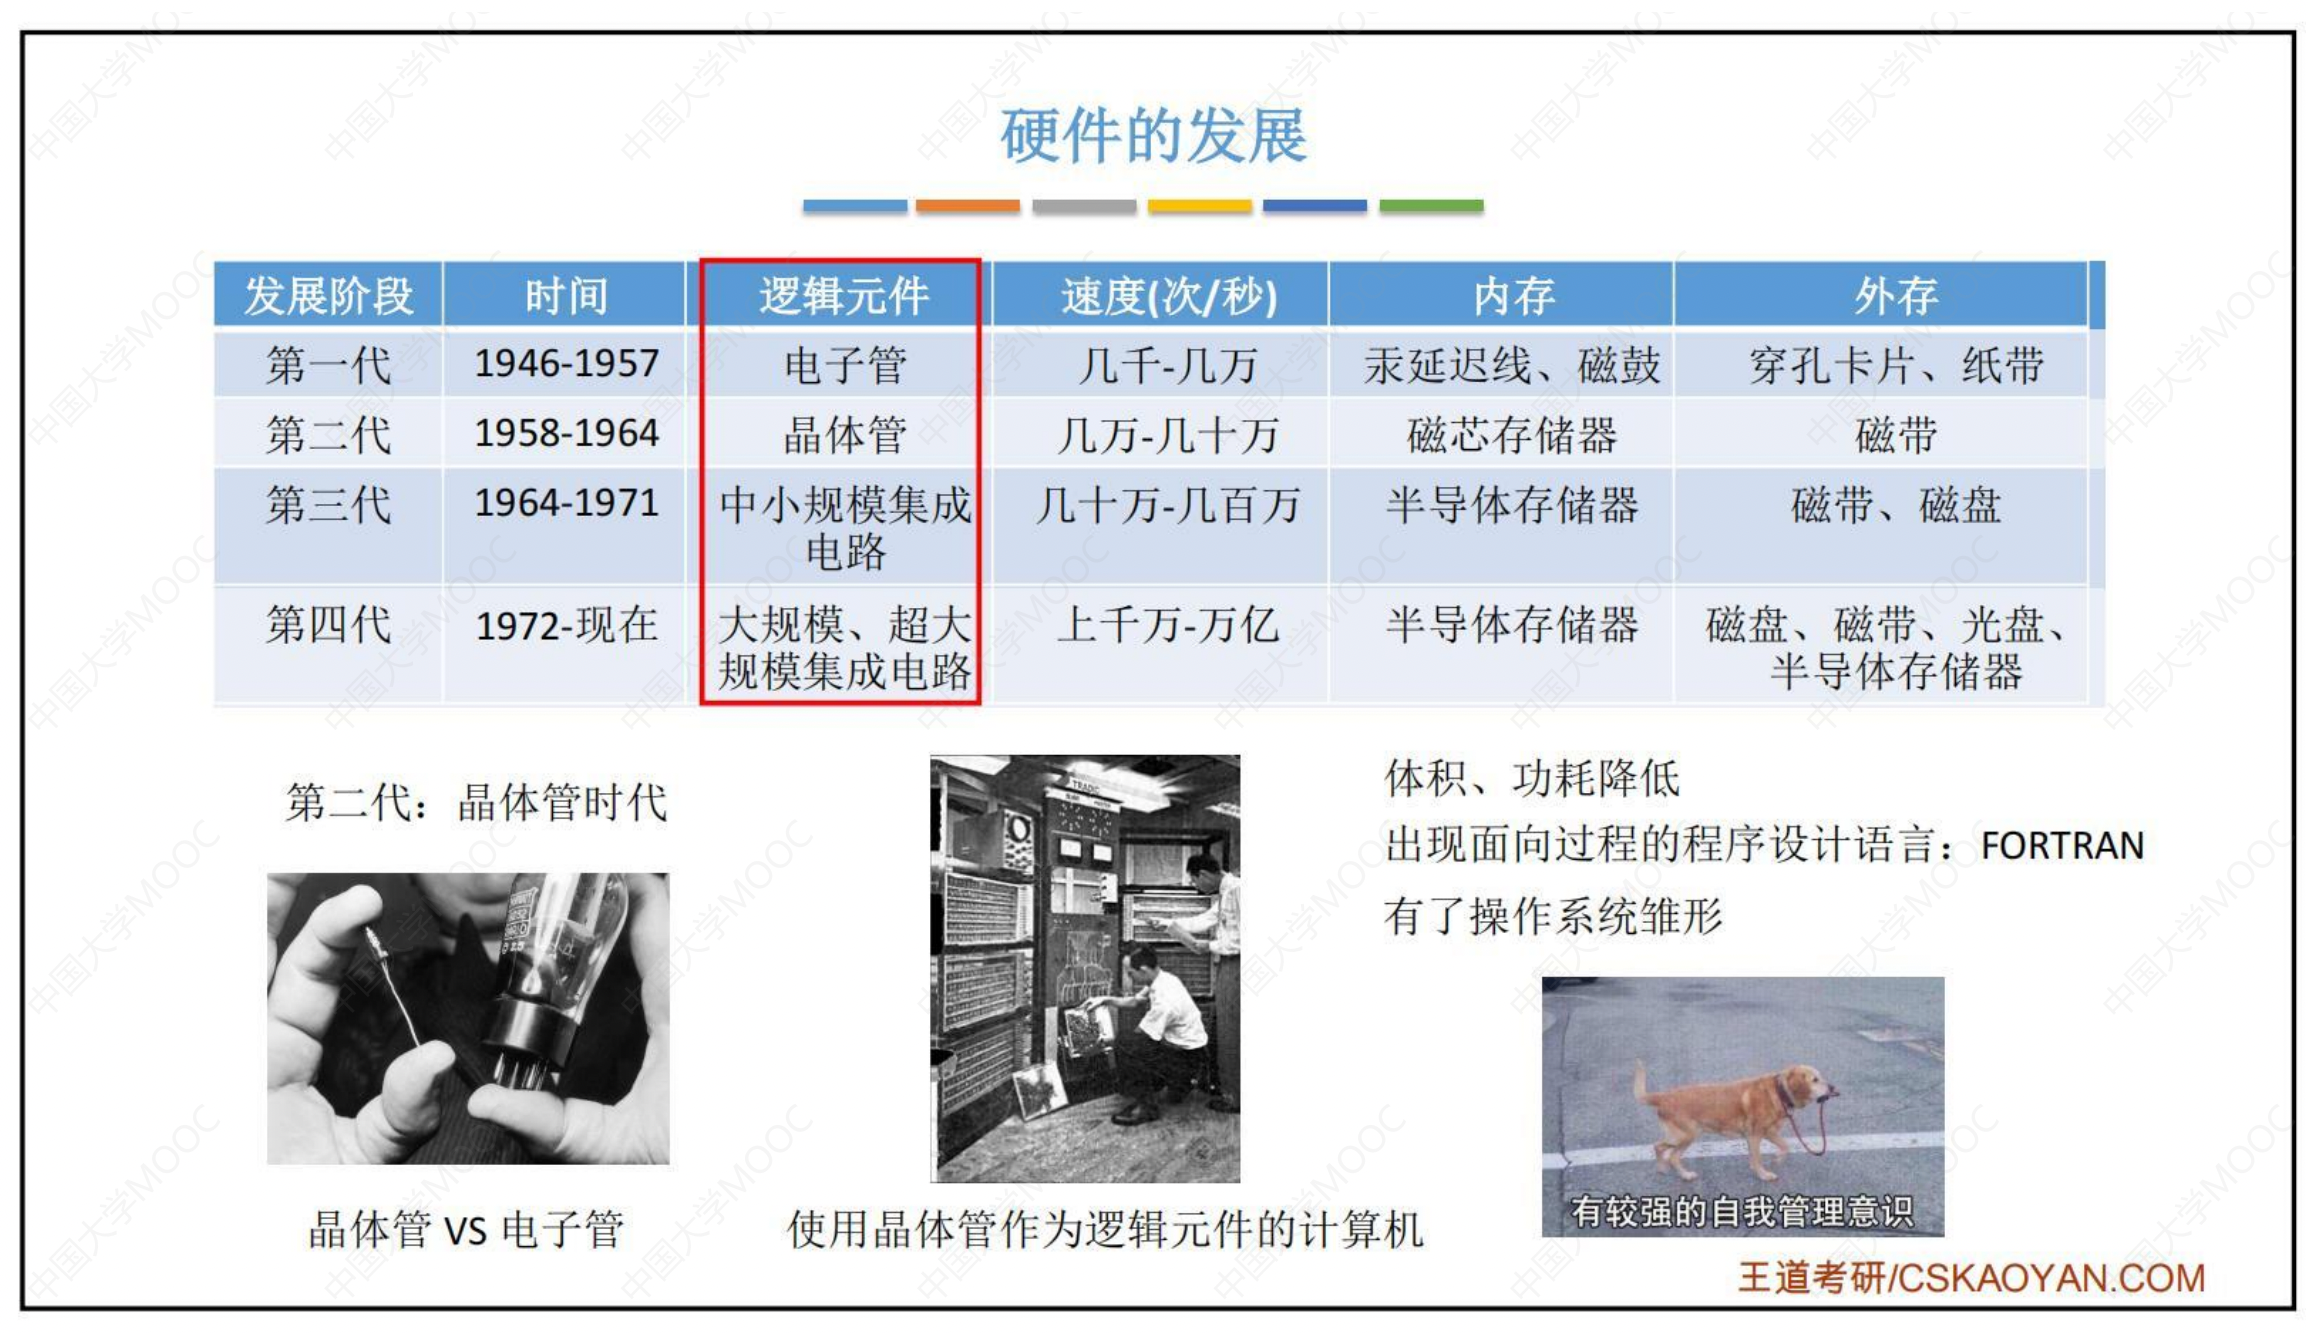 硬件的发展
发展阶段 时间 逻辑元件 速度(次/秒) 内存 外存
第一代 1946-1957 电子管 几千-几万 汞延迟线、磁鼓 穿孔卡片、纸带
第二代 1958-1964 晶体管 几万-几十万 磁芯存储器 磁带
第三代 1964-1971 中小规模集成 几十万-几百万 半导体存储器 磁带、磁盘
电路
第四代 1972-现在 大规模、超大 上千万-万亿 半导体存储器 磁盘、磁带、光盘、
规模集成电路 半导体存储器
第二代：晶体管时代
晶体管 VS 电子管
TRADIC
使用晶体管作为逻辑元件的计算机
体积、功耗降低
出现面向过程的程序设计语言：FORTRAN
有了操作系统雏形
有较强的自我管理意识
王道考研/CSKAOYAN.COM
中国大学MOOC